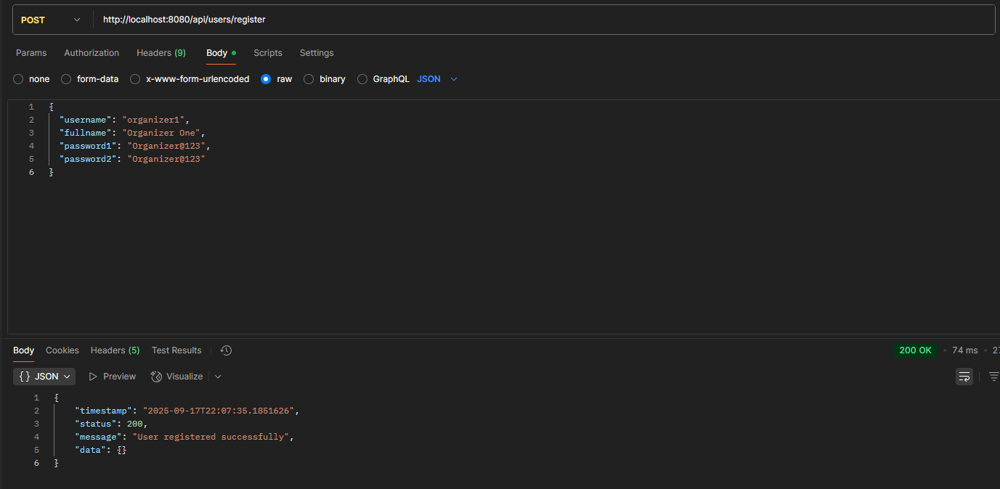 POST http://localhost:8080/api/users/register
Params Authorization Headers (9) Body Scripts Settings
none form-data x-www-form-urlencoded raw binary GraphQL JSON
1 {
2 "username": "organizer1",
3 "fullname": "Organizer One",
4 "password1": "Organizer@123",
5 "password2": "Organizer@123"
6 }
Body Cookies Headers (5) Test Results 200 OK • 74 ms •
{} JSON Preview Visualize
1 {
2 "timestamp": "2025-09-17T22:07:35.1851626",
3 "status": 200,
4 "message": "User registered successfully",
5 "data": {}
6 }